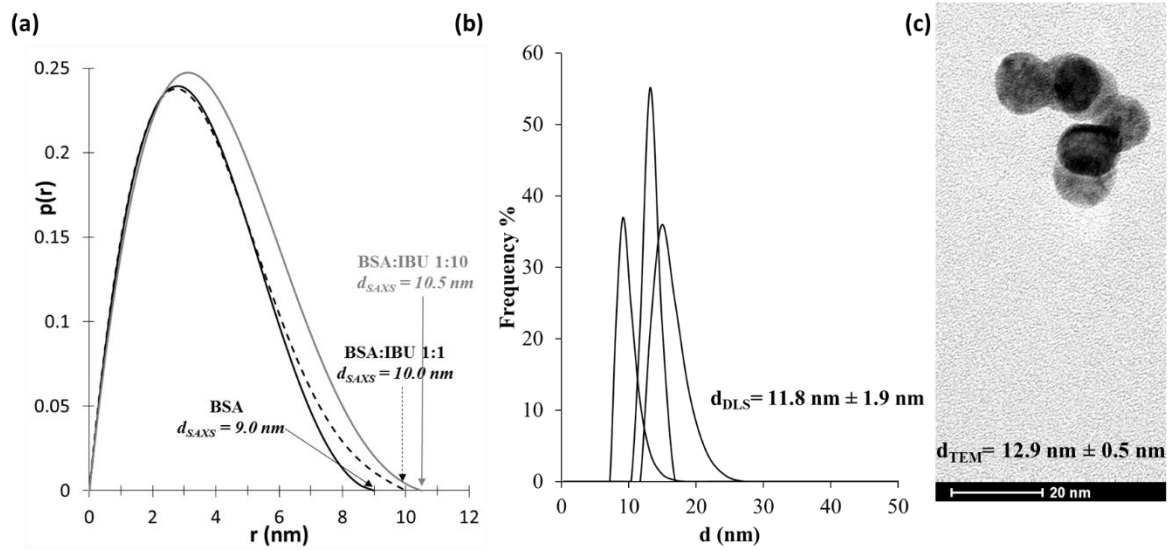 (a)
0.25
0.2
0.15
0.1
0.05
0
p(r)
0 2 4 6 8 10 12
r (nm)
BSA:IBU 1:10
dSAXS = 10.5 nm
BSA:IBU 1:1
dSAXS = 10.0 nm
BSA
dSAXS = 9.0 nm
(b)
60
50
40
30
20
10
0
Frequency %
0 10 20 30 40 50
d (nm)
dDLS= 11.8 nm ± 1.9 nm
(c)
dTEM= 12.9 nm ± 0.5 nm
20 nm